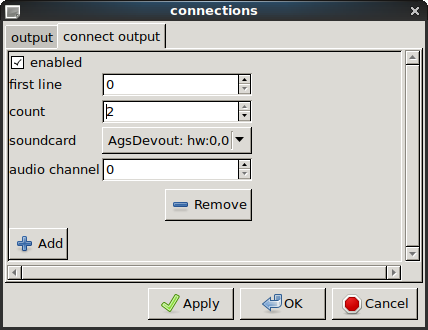 connections
output
connect output
enabled
first line 0
count 2
soundcard AgsDevout: hw:0,0
audio channel 0
Remove
Add
Apply
OK
Cancel